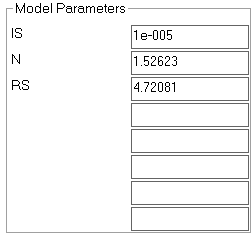 Model Parameters
IS 1e-005
N 1.52623
RS 4.72081